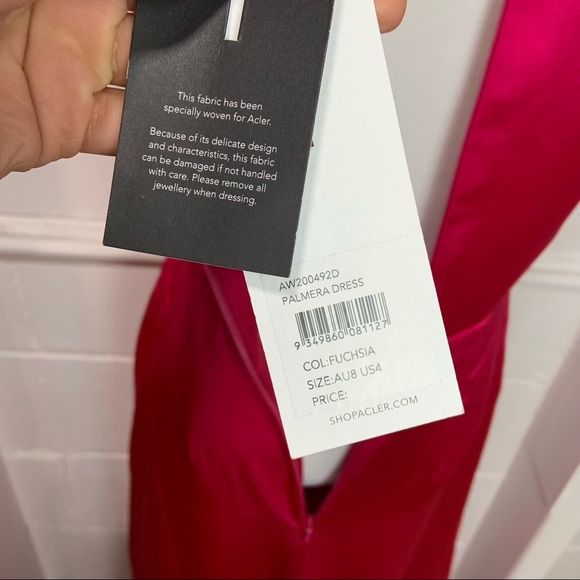 This fabric has been
specially woven for Acler.
Because of its delicate design
and characteristics, this fabric
can be damaged if not handled
with care. Please remove all
jewellery when dressing.
AW200492D
PALMERA DRESS
9 349860 081127
COL:FUCHSIA
SIZE:AU8 US4
PRICE:
SHOPACLER.COM